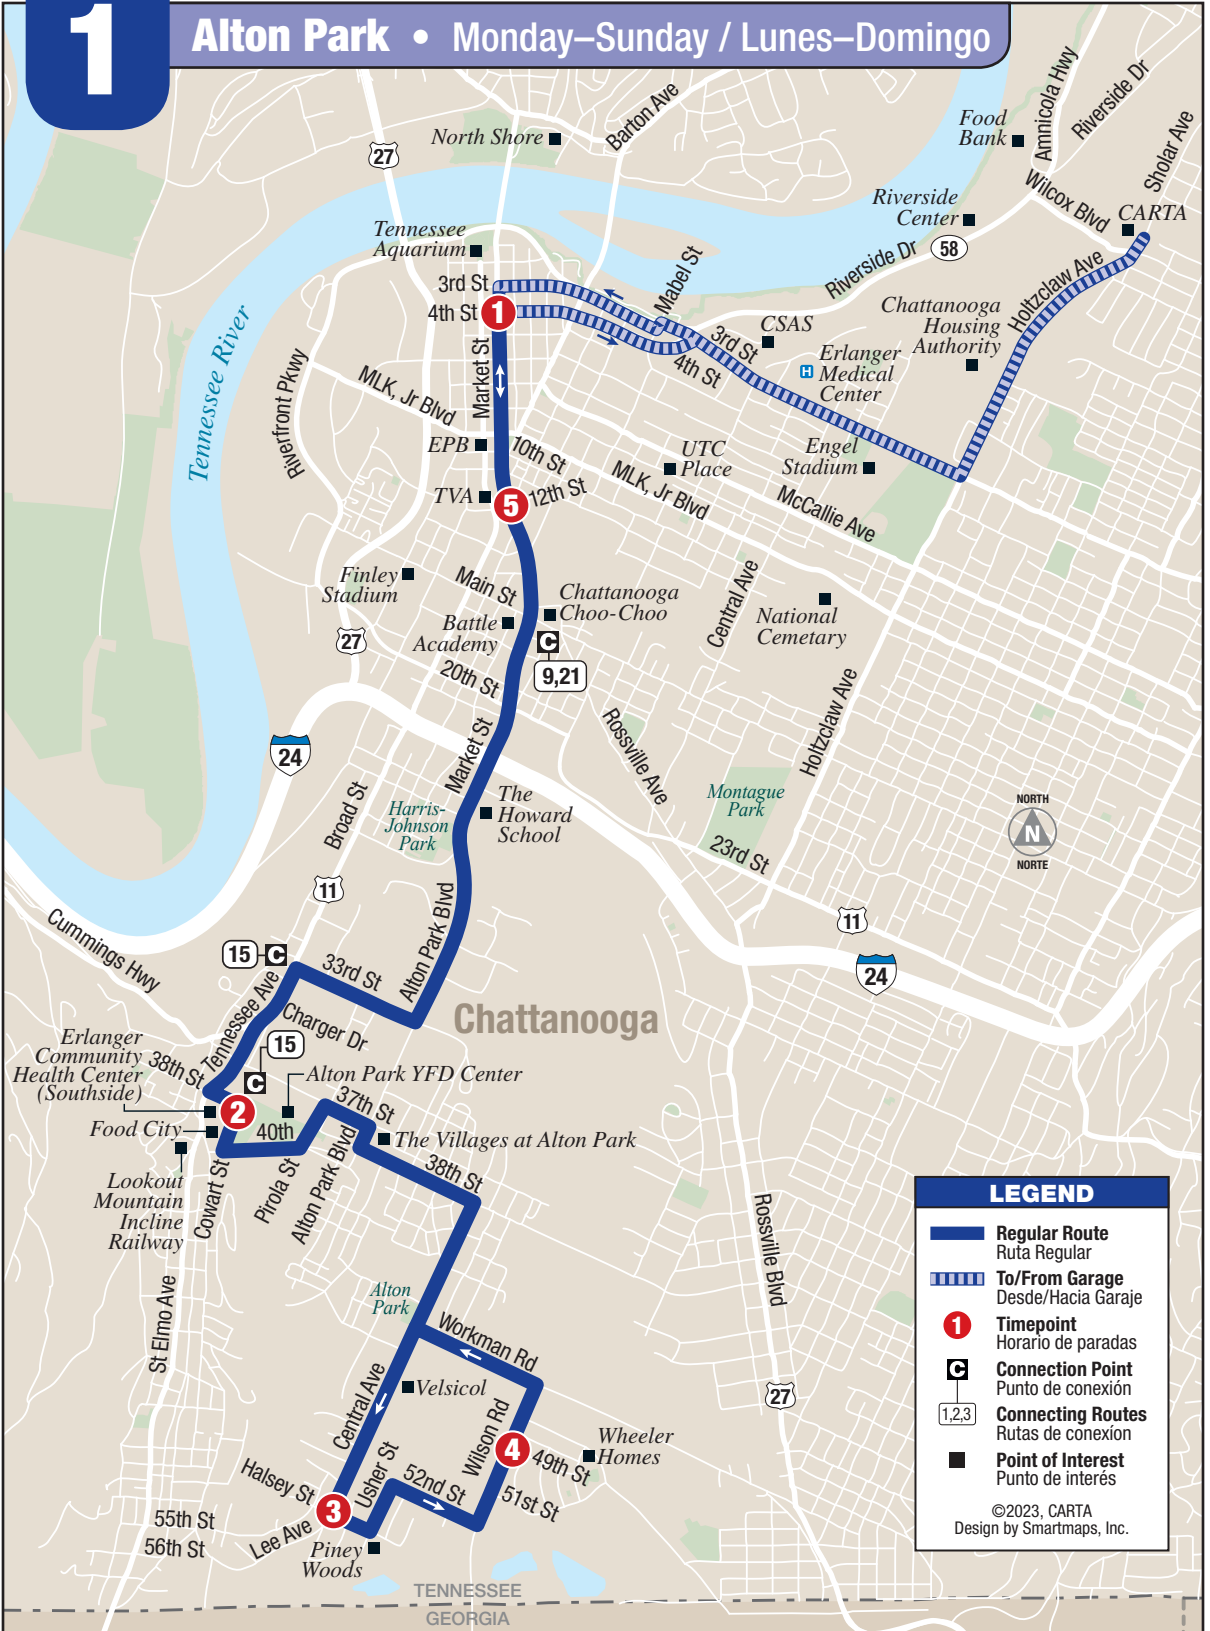 1
Alton Park • Monday–Sunday / Lunes–Domingo
North Shore
Barton Ave
27
Food
Bank
Amnicola Hwy
Riverside Dr
Sholar Ave
Wilcox Blvd
CARTA
Riverside
Center
58
Riverside Dr
Tennessee
Aquarium
Mabel St
3rd St
4th St
1
3rd St
4th St
CSAS
Chattanooga
Housing
Authority
Holtzclaw Ave
H
Erlanger
Medical
Center
Tennessee River
Riverfront Pkwy
MLK, Jr Blvd
Market St
EPB
10th St
UTC
Place
Engel
Stadium
MLK, Jr Blvd
McCallie Ave
TVA
5
12th St
Finley
Stadium
Main St
Chattanooga
Choo-Choo
Battle
Academy
C
9,21
Central Ave
National
Cemetary
27
20th St
Rossville Ave
Holtzclaw Ave
24
Market St
Broad St
Harris-
Johnson
Park
The
Howard
School
Montague
Park
23rd St
NORTH
N
NORTE
11
11
24
Alton Park Blvd
Cummings Hwy
15
C
33rd St
Tennessee Ave
Charger Dr
Chattanooga
Erlanger
Community
Health Center
(Southside)
38th St
15
C
Alton Park YFD Center
2
37th St
Food City
40th
The Villages at Alton Park
38th St
Lookout
Mountain
Incline
Railway
Cowart St
Pirola St
Alton Park Blvd
Rossville Blvd
St Elmo Ave
Alton
Park
Workman Rd
Central Ave
Velsicol
27
Wilson Rd
4
49th St
Wheeler
Homes
Halsey St
Usher St
52nd St
51st St
3
55th St
56th St
Lee Ave
Piney
Woods
TENNESSEE
GEORGIA
LEGEND
Regular Route
Ruta Regular
To/From Garage
Desde/Hacia Garaje
1
Timepoint
Horario de paradas
C
Connection Point
Punto de conexión
1,2,3
Connecting Routes
Rutas de conexíon
Point of Interest
Punto de interés
©2023, CARTA
Design by Smartmaps, Inc.